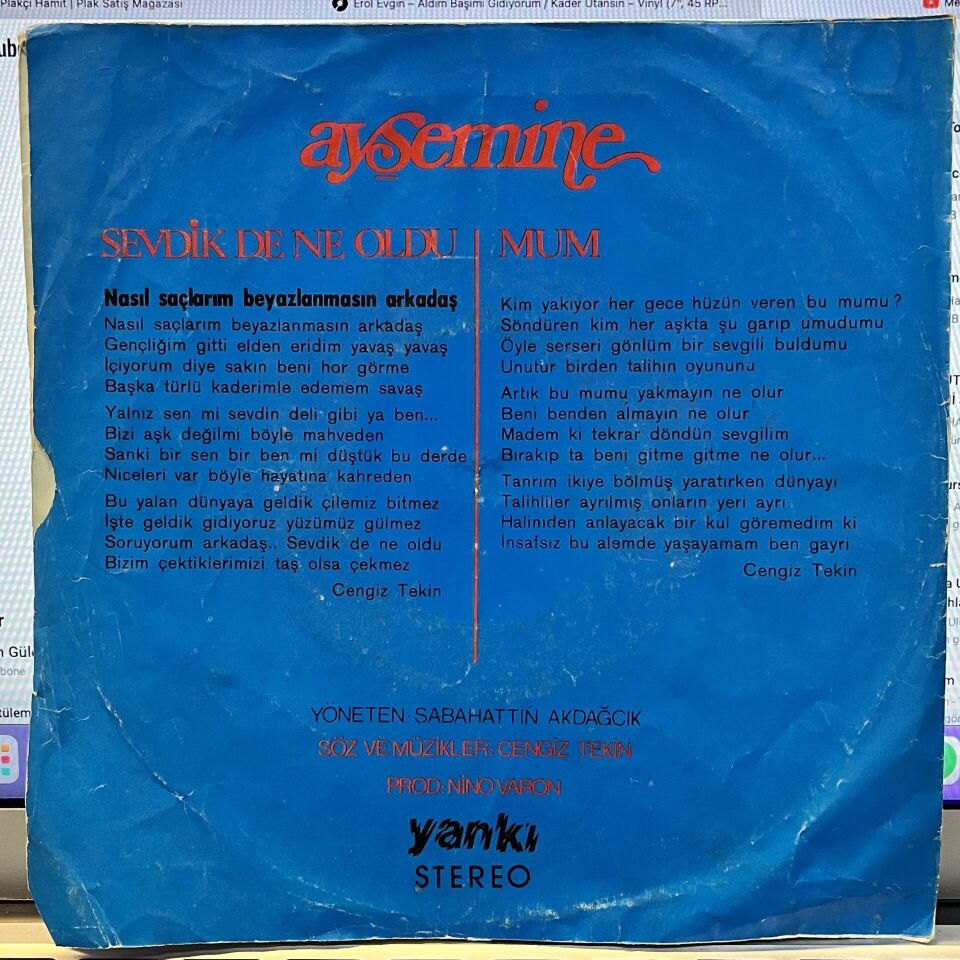 Plakçı Hamit | Plak Satış Mağazası
Erol Evgin – Aldım Başımı Gidiyorum / Kader Utansın – Vinyl (7", 45 RP...
ayşemine
SEVDİK DE NE OLDU
Nasıl saçlarım beyazlanmasın arkadaş
Nasıl saçlarım beyazlanmasın arkadaş
Gençliğim gitti elden eridim yavaş yavaş
İçiyorum diye sakın beni hor görme
Başka türlü kaderimle edemem savaş
Yalnız sen mi sevdin deli gibi ya ben...
Bizi aşk değilmi böyle mahveden
Sanki bir sen bir ben mi düştük bu derde
Niceleri var böyle hayatına kahreden
Bu yalan dünyaya geldik çilemiz bitmez
İşte geldik gidiyoruz yüzümüz gülmez
Soruyorum arkadaş.. Sevdik de ne oldu
Bizim çektiklerimizi taş olsa çekmez
Cengiz Tekin
MUM
Kim yakıyor her gece hüzün veren bu mumu?
Söndüren kim her aşkta şu garip umudumu
Öyle serseri gönlüm bir sevgili buldumu
Unutur birden talihin oyununu
Artık bu mumu yakmayın ne olur
Beni benden almayın ne olur
Madem ki tekrar döndün sevgilim
Bırakıp ta beni gitme gitme ne olur...
Tanrım ikiye bölmüş yaratırken dünyayı
Talihliler ayrılmış onların yeri ayrı
Halinıden anlayacak bir kul göremedim ki
İnsafsız bu alemde yaşayamam ben gayri
Cengiz Tekin
YÖNETEN: SABAHATTİN AKDAĞCIK
SÖZ VE MÜZİKLER: CENGİZ TEKİN
PROD: NİNO VARON
yankı
STEREO